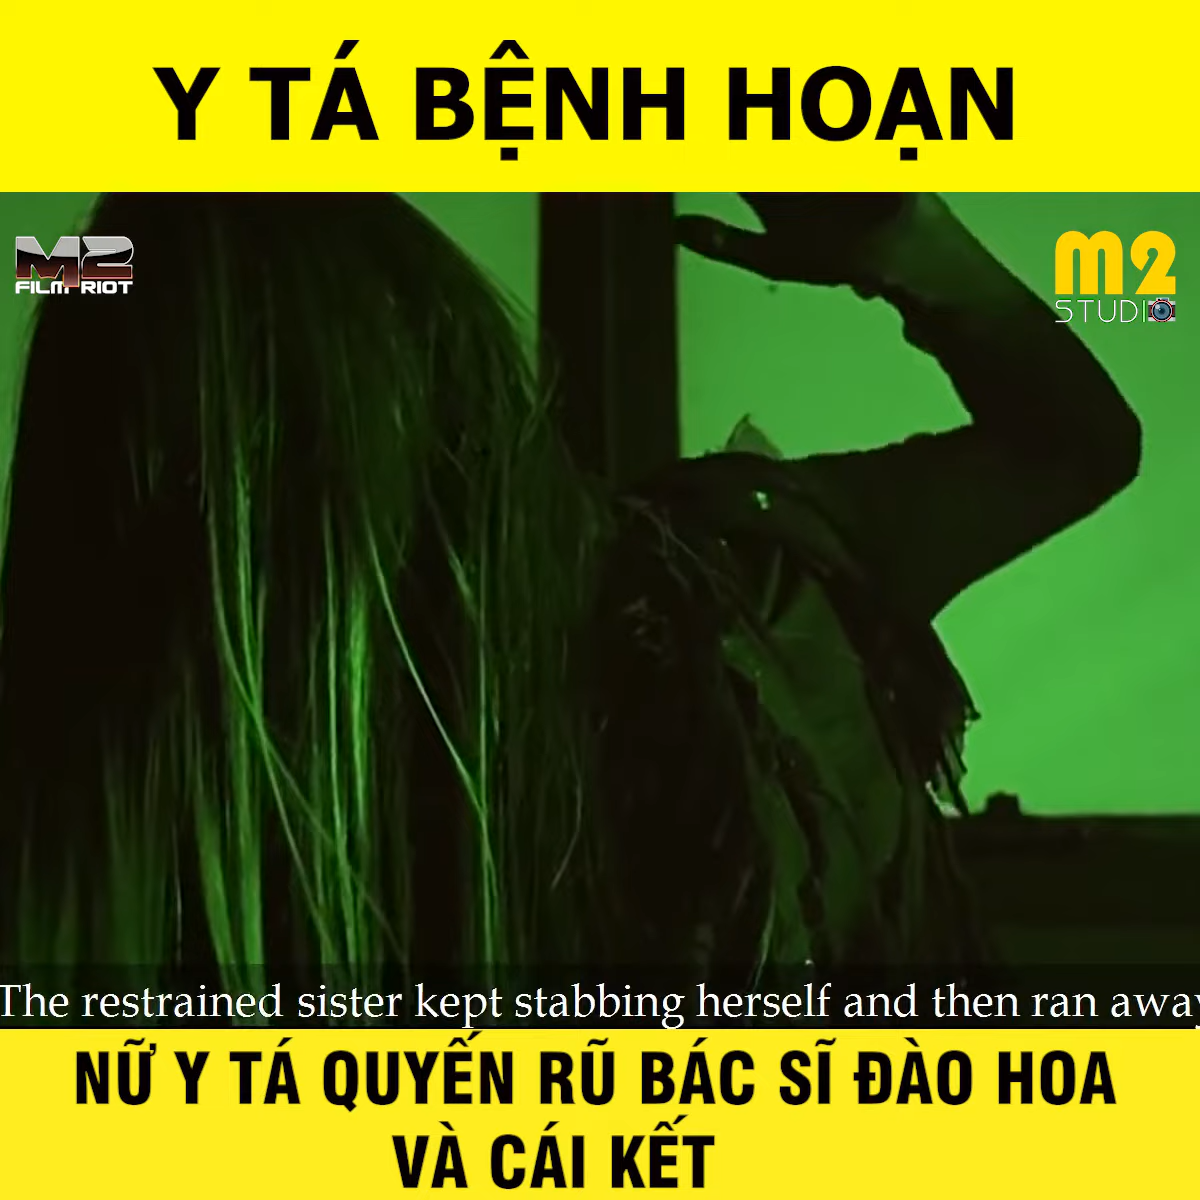 Y TÁ BỆNH HOẠN
M2
FILM RIOT
M2
STUDIO
The restrained sister kept stabbing herself and then ran away
NỮ Y TÁ QUYẾN RŨ BÁC SĨ ĐÀO HOA
VÀ CÁI KẾT